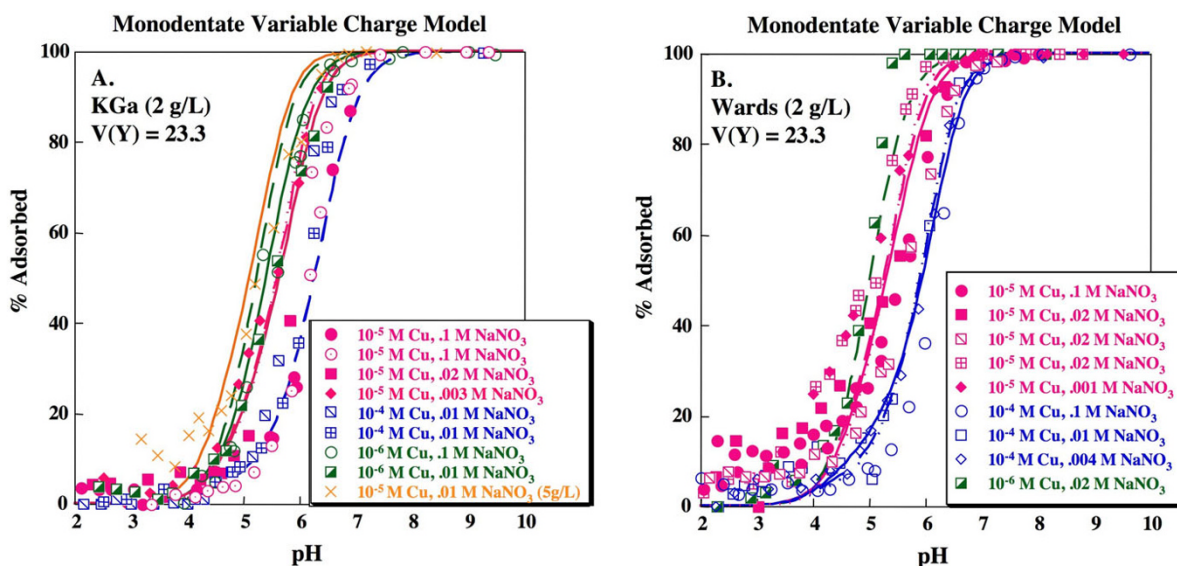 Monodentate Variable Charge Model
A.
KGa (2 g/L)
V(Y) = 23.3
% Adsorbed
100
80
60
40
20
0
10⁻⁵ M Cu, .1 M NaNO₃
10⁻⁵ M Cu, .1 M NaNO₃
10⁻⁵ M Cu, .02 M NaNO₃
10⁻⁵ M Cu, .003 M NaNO₃
10⁻⁴ M Cu, .01 M NaNO₃
10⁻⁴ M Cu, .01 M NaNO₃
10⁻⁶ M Cu, .1 M NaNO₃
10⁻⁶ M Cu, .01 M NaNO₃
10⁻⁵ M Cu, .01 M NaNO₃ (5g/L)
2 3 4 5 6 7 8 9 10
pH
Monodentate Variable Charge Model
B.
Wards (2 g/L)
V(Y) = 23.3
% Adsorbed
100
80
60
40
20
0
10⁻⁵ M Cu, .1 M NaNO₃
10⁻⁵ M Cu, .02 M NaNO₃
10⁻⁵ M Cu, .02 M NaNO₃
10⁻⁵ M Cu, .02 M NaNO₃
10⁻⁵ M Cu, .001 M NaNO₃
10⁻⁴ M Cu, .1 M NaNO₃
10⁻⁴ M Cu, .01 M NaNO₃
10⁻⁴ M Cu, .004 M NaNO₃
10⁻⁶ M Cu, .02 M NaNO₃
2 3 4 5 6 7 8 9 10
pH